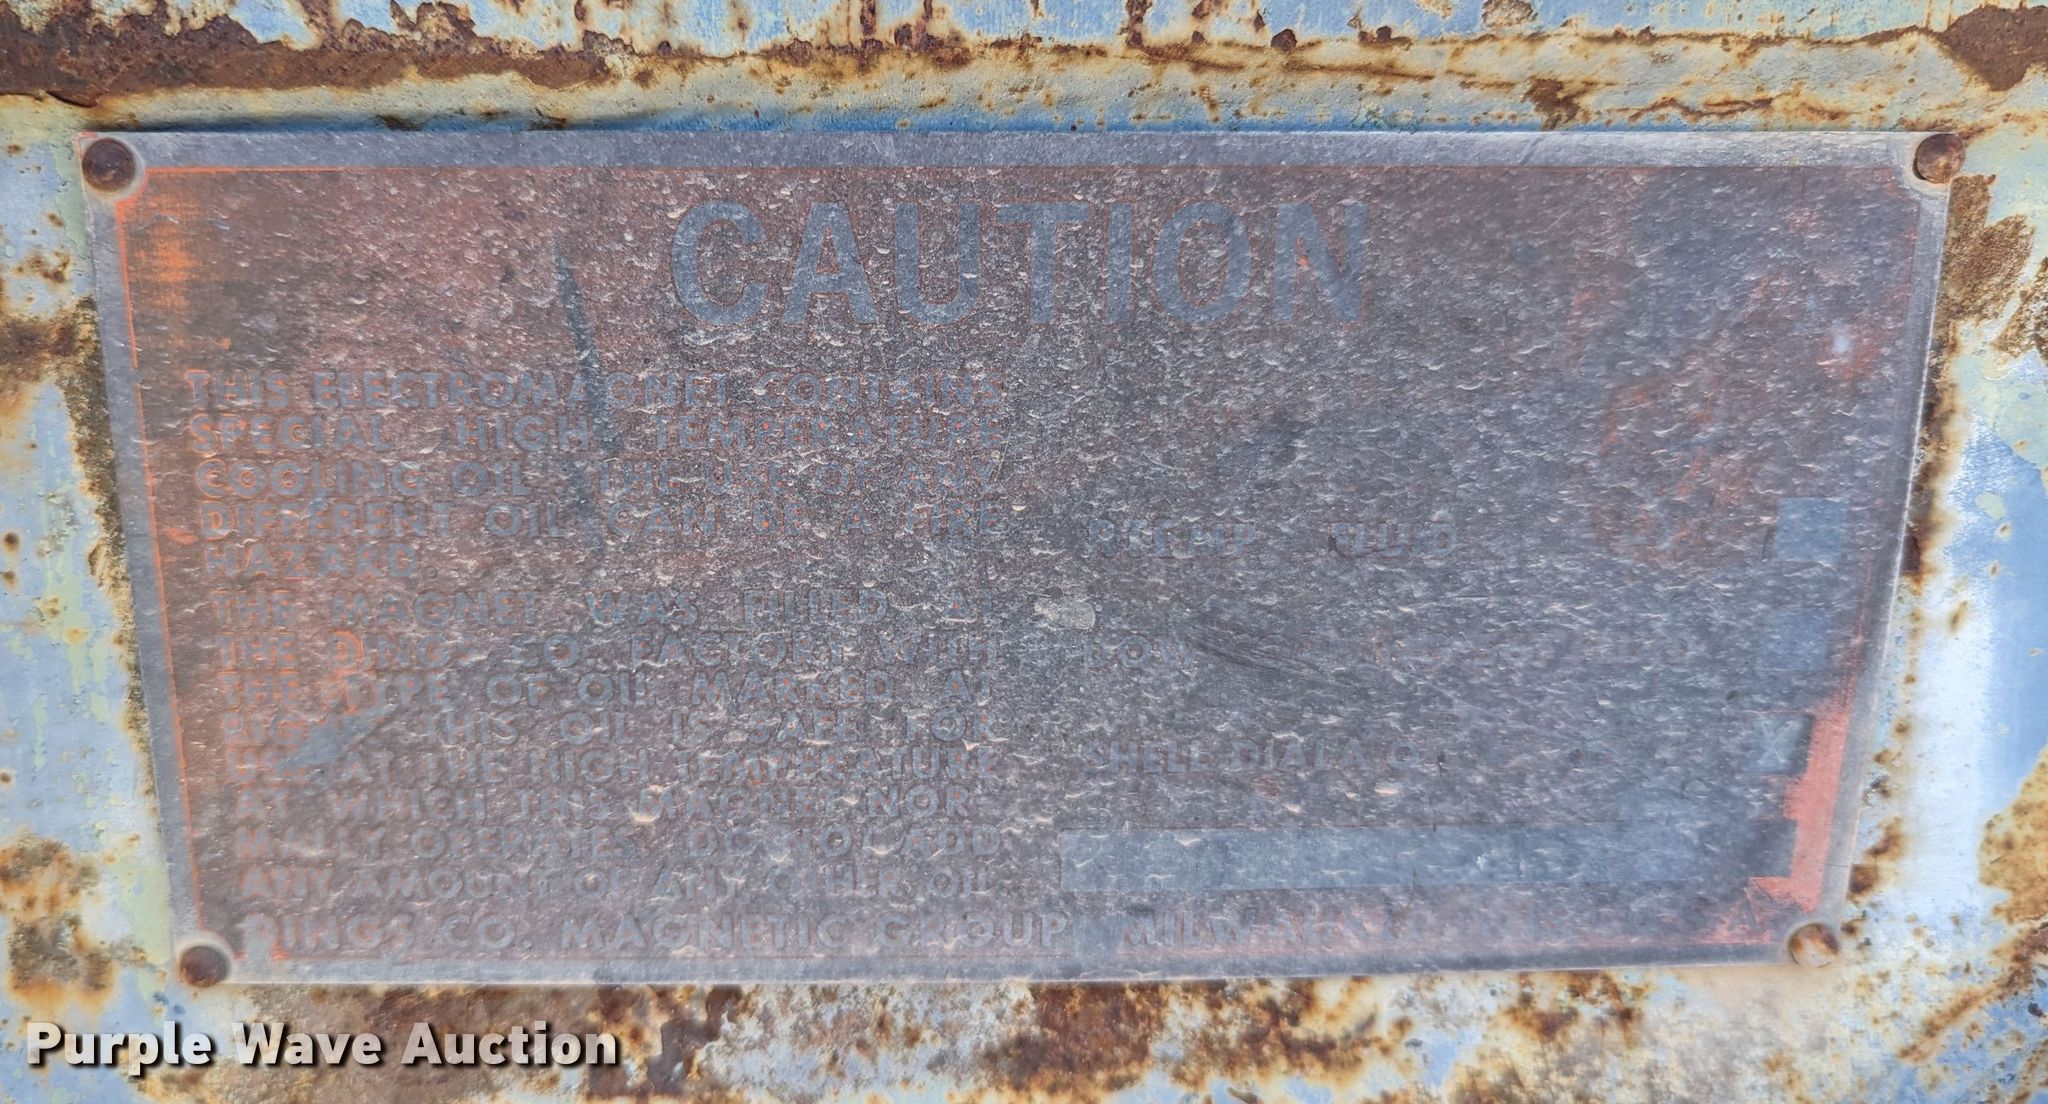 CAUTION
THIS ELECTROMAGNET CONTAINS
SPECIAL HIGH TEMPERATURE
COOLING OIL. THE USE OF ANY
DIFFERENT OIL CAN BE A FIRE
HAZARD.
THE MAGNET WAS FILLED AT
THE DINGS CO. FACTORY WITH
THE TYPE OF OIL MARKED AT
RIGHT. THIS OIL IS SAFE FOR
USE AT THE HIGH TEMPERATURE
AT WHICH THIS MAGNET NOR-
MALLY OPERATES. DO NOT ADD
ANY AMOUNT OF ANY OTHER OIL.
FLUID
DOW
SHELL DIALA OIL X
DINGS CO. MAGNETIC GROUP MILWAUKEE, WIS.
Purple Wave Auction